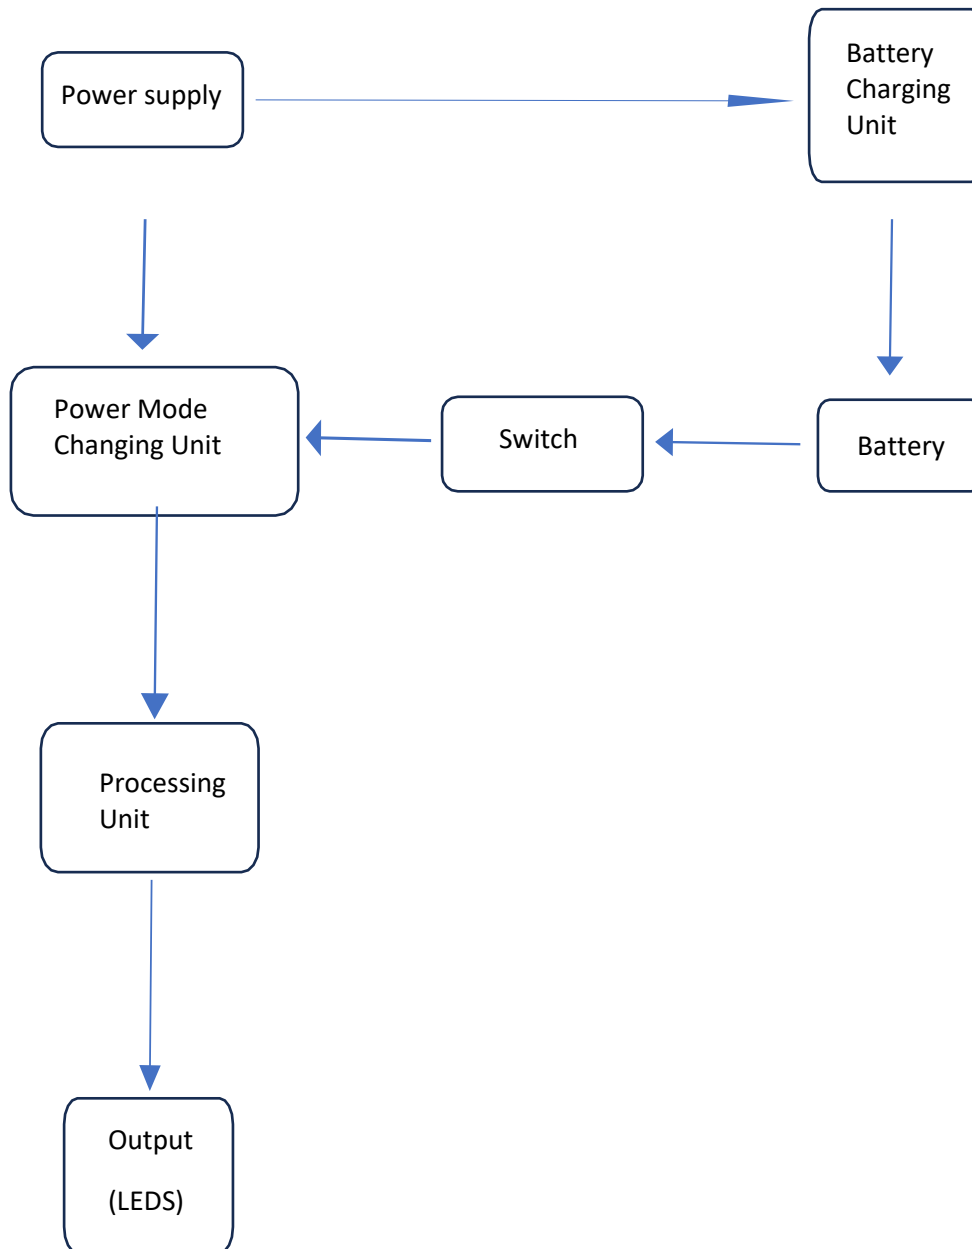 Power supply
Battery
Charging
Unit
Power Mode
Changing Unit
Switch
Battery
Processing
Unit
Output
(LEDS)